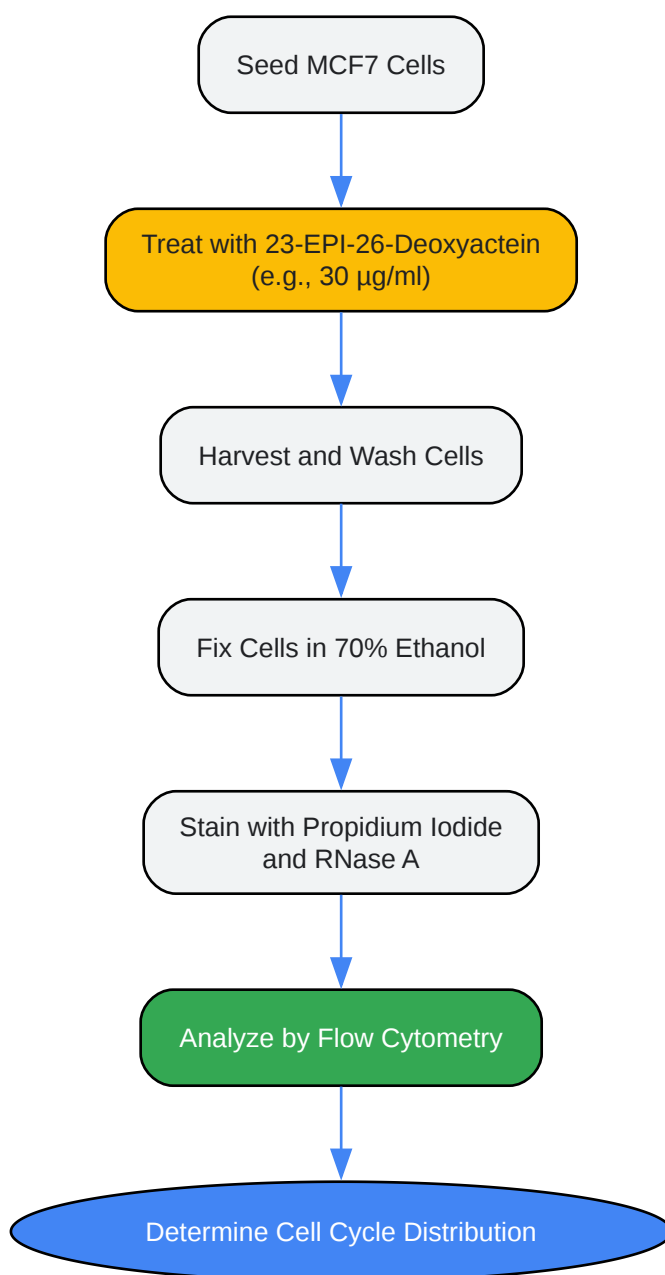 Seed MCF7 Cells
Treat with 23-EPI-26-Deoxyactein
(e.g., 30 µg/ml)
Harvest and Wash Cells
Fix Cells in 70% Ethanol
Stain with Propidium Iodide
and RNase A
Analyze by Flow Cytometry
Determine Cell Cycle Distribution